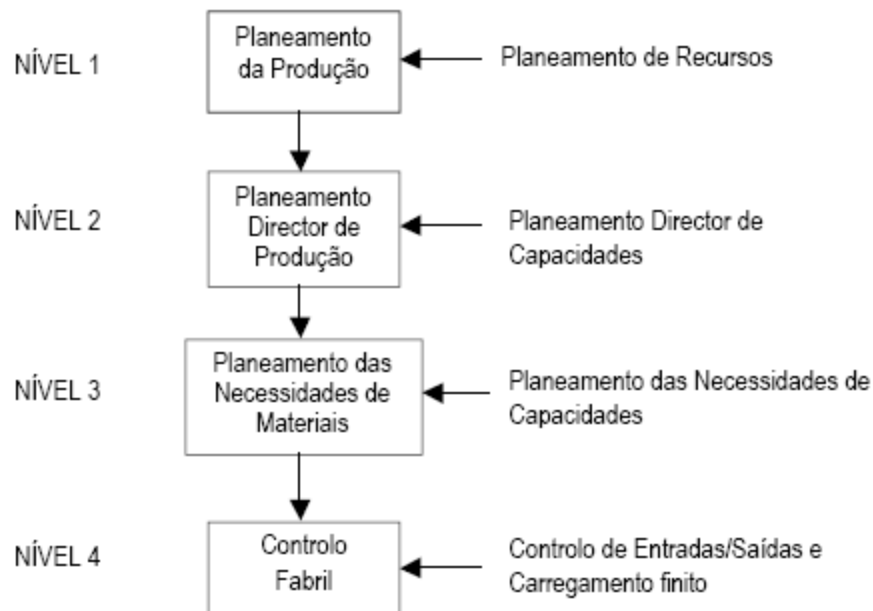 NÍVEL 1
Planeamento
da Produção
Planeamento de Recursos
NÍVEL 2
Planeamento
Director de
Produção
Planeamento Director de
Capacidades
NÍVEL 3
Planeamento das
Necessidades de
Materiais
Planeamento das Necessidades de
Capacidades
NÍVEL 4
Controlo
Fabril
Controlo de Entradas/Saídas e
Carregamento finito